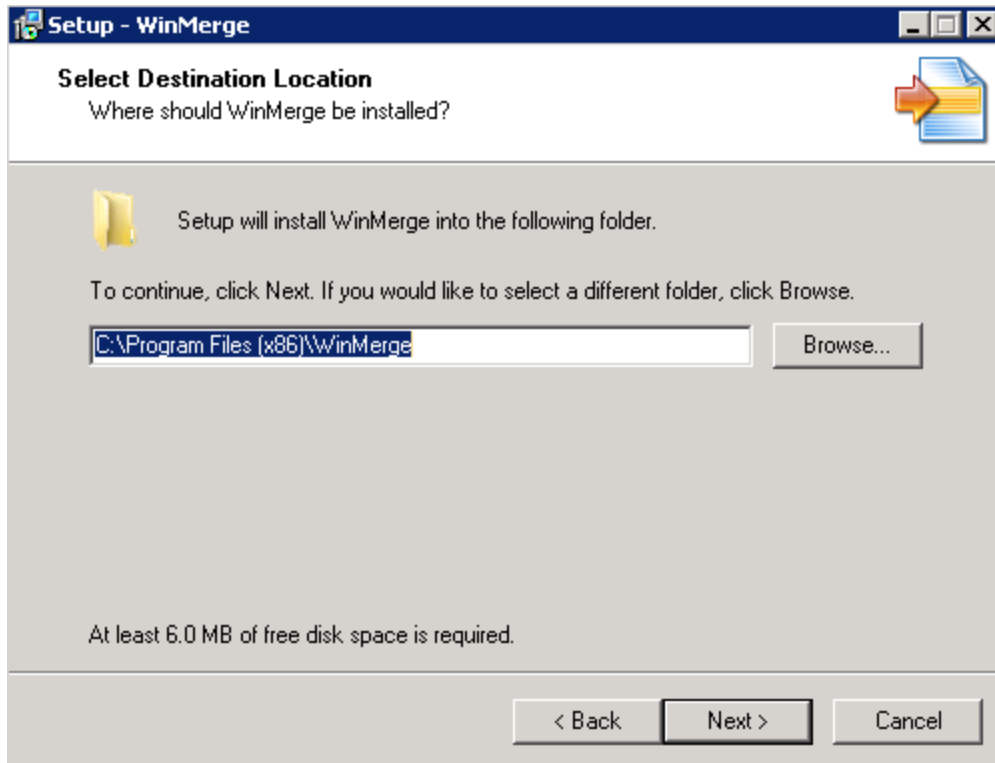 Setup - WinMerge
Select Destination Location
Where should WinMerge be installed?
Setup will install WinMerge into the following folder.
To continue, click Next. If you would like to select a different folder, click Browse.
C:\Program Files (x86)\WinMerge
Browse...
At least 6.0 MB of free disk space is required.
< Back
Next >
Cancel